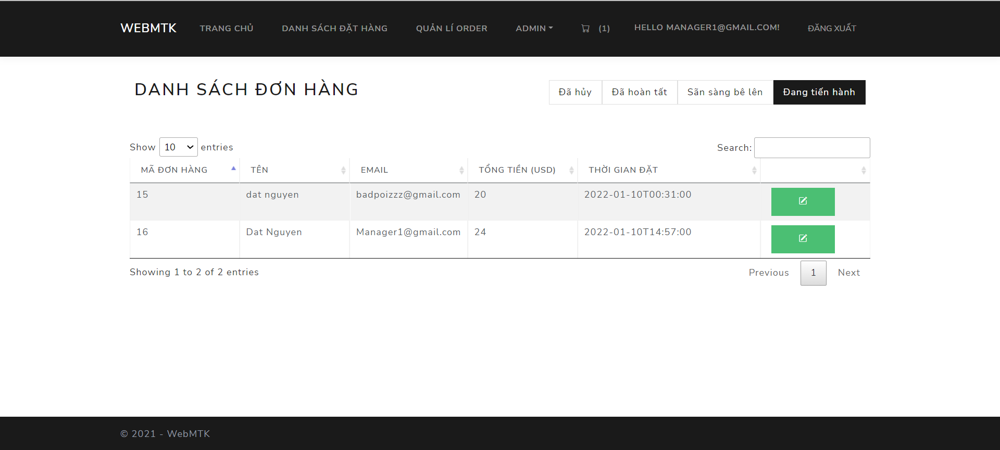 WEBMTK TRANG CHỦ DANH SÁCH ĐẶT HÀNG QUẢN LÍ ORDER ADMIN (1) HELLO MANAGER1@GMAIL.COM! ĐĂNG XUẤT
DANH SÁCH ĐƠN HÀNG
Đã hủy Đã hoàn tất Sãn sàng bê lên Đang tiến hành
Show 10 entries Search:
MÃ ĐƠN HÀNG TÊN EMAIL TỔNG TIỀN (USD) THỜI GIAN ĐẶT
15 dat nguyen badpoizzz@gmail.com 20 2022-01-10T00:31:00
16 Dat Nguyen Manager1@gmail.com 24 2022-01-10T14:57:00
Showing 1 to 2 of 2 entries Previous 1 Next
© 2021 - WebMTK